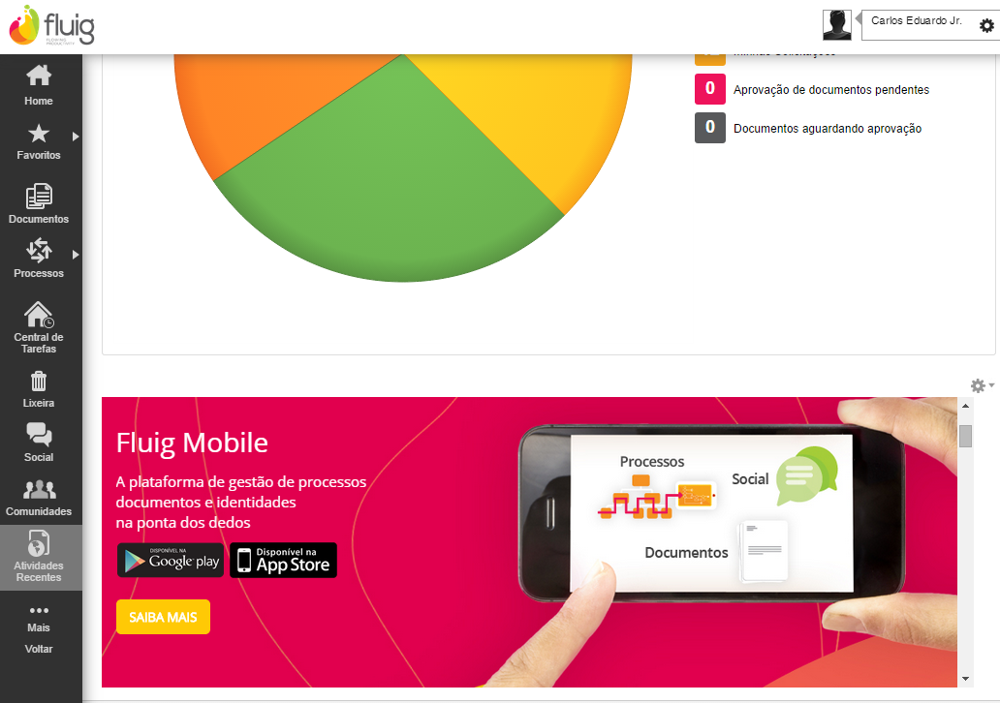 fluig
Carlos Eduardo Jr.
Home
Favoritos
Documentos
Processos
Central de
Tarefas
Lixeira
Social
Comunidades
Atividades
Recentes
Mais
Voltar
Minhas Solicitações
0 Aprovação de documentos pendentes
0 Documentos aguardando aprovação
Fluig Mobile
A plataforma de gestão de processos
documentos e identidades
na ponta dos dedos
DISPONÍVEL NA
Google play
Disponível na
App Store
SAIBA MAIS
Processos
Social
Documentos